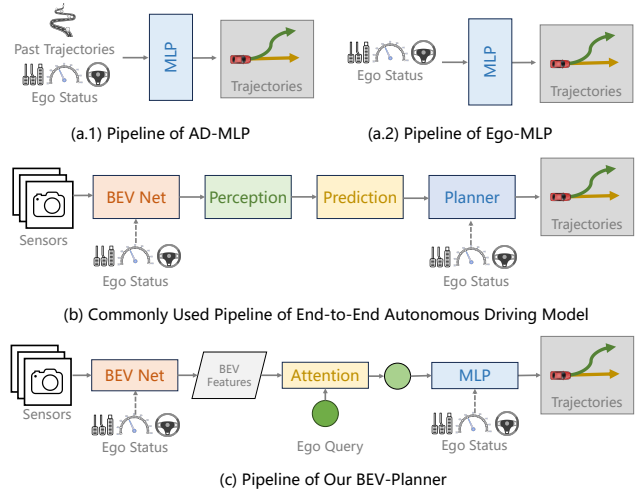 Past Trajectories
Ego Status
MLP
Trajectories
(a.1) Pipeline of AD-MLP
Ego Status
MLP
Trajectories
(a.2) Pipeline of Ego-MLP
Sensors
BEV Net
Perception
Prediction
Planner
Trajectories
Ego Status
Ego Status
(b) Commonly Used Pipeline of End-to-End Autonomous Driving Model
Sensors
BEV Net
BEV
Features
Attention
MLP
Trajectories
Ego Status
Ego Query
Ego Status
(c) Pipeline of Our BEV-Planner